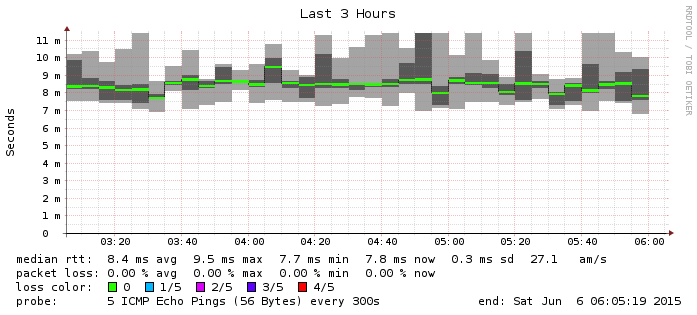 Last 3 Hours
RRDTOOL / TOBI OETIKER
Seconds
11 m
10 m
9 m
8 m
7 m
6 m
5 m
4 m
3 m
2 m
1 m
0
03:20 03:40 04:00 04:20 04:40 05:00 05:20 05:40 06:00
median rtt: 8.4 ms avg 9.5 ms max 7.7 ms min 7.8 ms now 0.3 ms sd 27.1 am/s
packet loss: 0.00 % avg 0.00 % max 0.00 % min 0.00 % now
loss color: 0 1/5 2/5 3/5 4/5
probe: 5 ICMP Echo Pings (56 Bytes) every 300s end: Sat Jun 6 06:05:19 2015